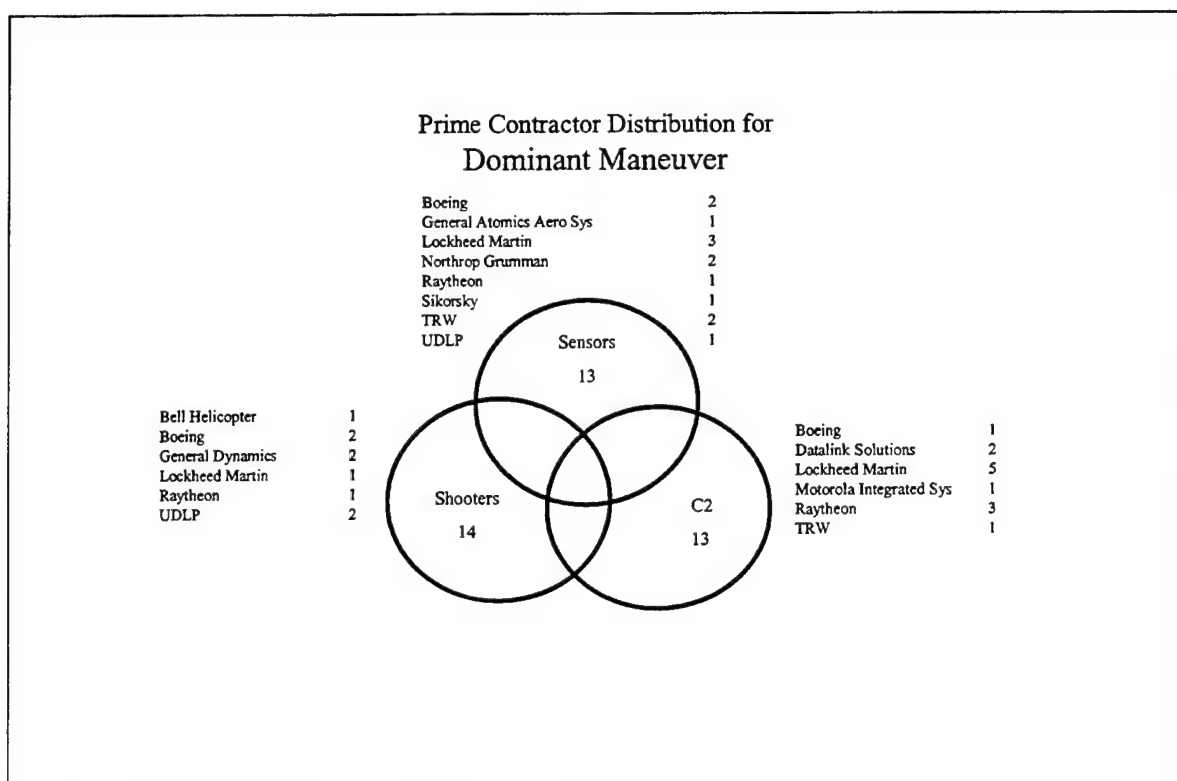 Prime Contractor Distribution for
Dominant Maneuver
Boeing 2
General Atomics Aero Sys 1
Lockheed Martin 3
Northrop Grumman 2
Raytheon 1
Sikorsky 1
TRW 2
UDLP 1
Sensors
13
Bell Helicopter 1
Boeing 2
General Dynamics 2
Lockheed Martin 1
Raytheon 1
UDLP 2
Shooters
14
Boeing 1
Datalink Solutions 2
Lockheed Martin 5
Motorola Integrated Sys 1
Raytheon 3
TRW 1
C2
13